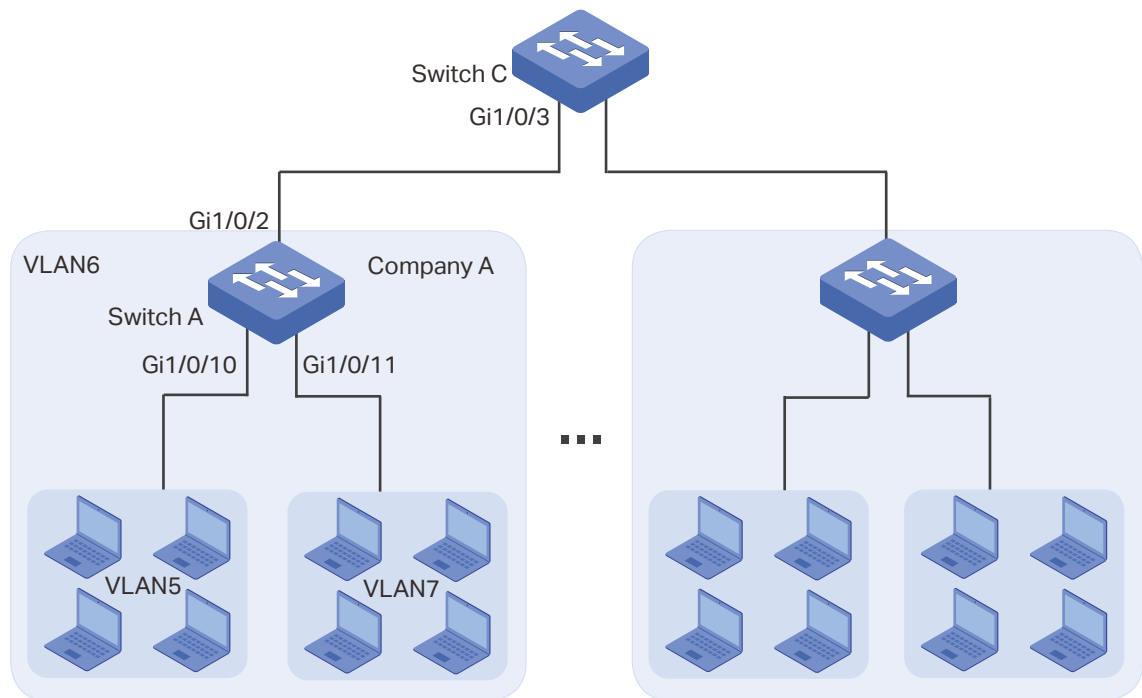 Switch C
Gi1/0/3
Gi1/0/2
VLAN6
Company A
Switch A
Gi1/0/10
Gi1/0/11
VLAN5
VLAN7